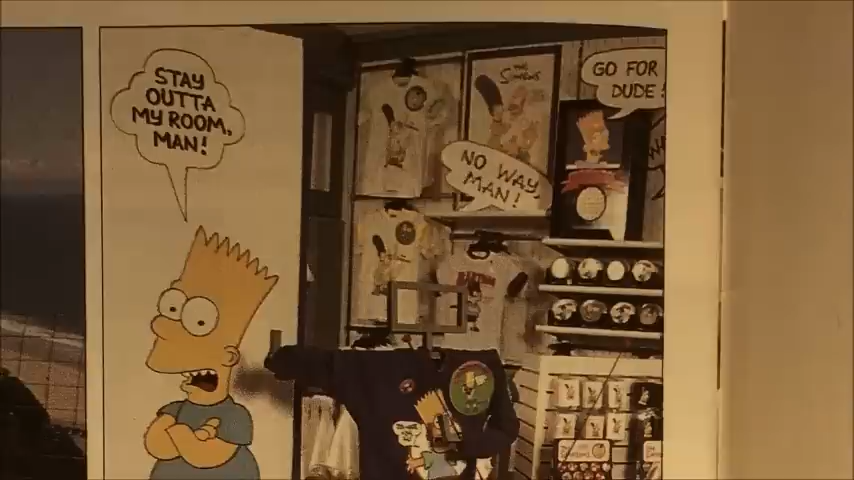 STAY
OUTTA
MY ROOM,
MAN!
THE
SIMPSONS
GO FOR
DUDE!
NO WAY,
MAN!